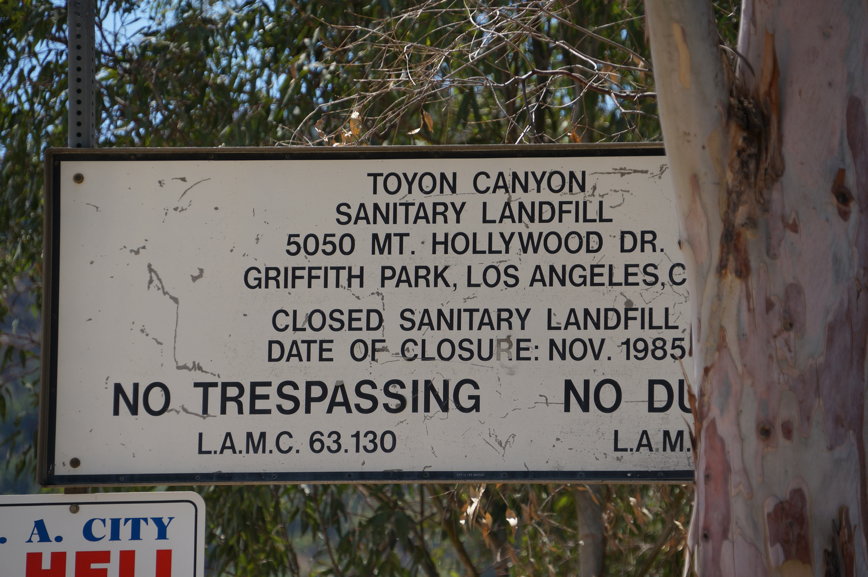 TOYON CANYON
SANITARY LANDFILL
5050 MT. HOLLYWOOD DR.
GRIFFITH PARK, LOS ANGELES, C
CLOSED SANITARY LANDFILL
DATE OF CLOSURE: NOV. 1985
NO TRESPASSING NO DU
L.A.M.C. 63.130 L.A.M.
. A. CITY
HELI